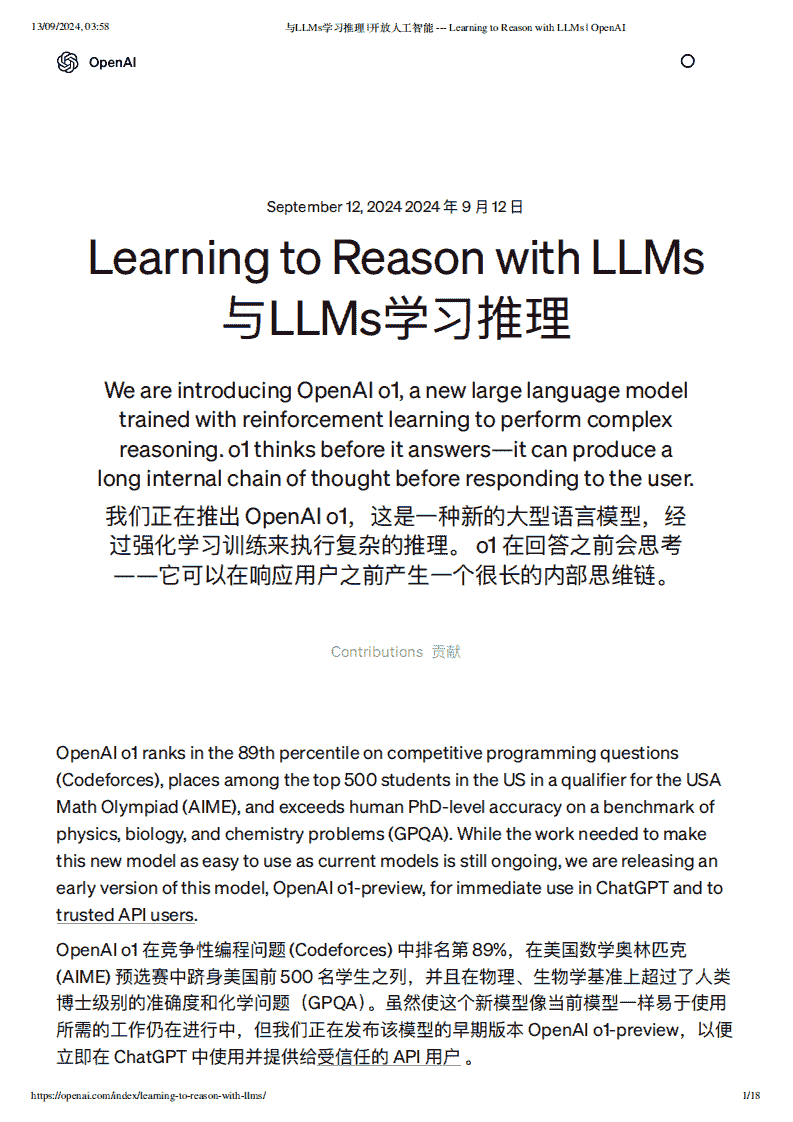 13/09/2024, 03:58
与LLMs学习推理 | 开放人工智能 --- Learning to Reason with LLMs | OpenAI
OpenAI
September 12, 2024 2024 年 9 月 12 日
Learning to Reason with LLMs
与LLMs学习推理
We are introducing OpenAI o1, a new large language model
trained with reinforcement learning to perform complex
reasoning. o1 thinks before it answers—it can produce a
long internal chain of thought before responding to the user.
我们正在推出 OpenAI o1，这是一种新的大型语言模型，经
过强化学习训练来执行复杂的推理。 o1 在回答之前会思考
——它可以在响应用户之前产生一个很长的内部思维链。
Contributions 贡献
OpenAI o1 ranks in the 89th percentile on competitive programming questions
(Codeforces), places among the top 500 students in the US in a qualifier for the USA
Math Olympiad (AIME), and exceeds human PhD-level accuracy on a benchmark of
physics, biology, and chemistry problems (GPQA). While the work needed to make
this new model as easy to use as current models is still ongoing, we are releasing an
early version of this model, OpenAI o1-preview, for immediate use in ChatGPT and to
trusted API users.
OpenAI o1 在竞争性编程问题 (Codeforces) 中排名第 89%，在美国数学奥林匹克
(AIME) 预选赛中跻身美国前 500 名学生之列，并且在物理、生物学基准上超过了人类
博士级别的准确度和化学问题（GPQA）。虽然使这个新模型像当前模型一样易于使用
所需的工作仍在进行中，但我们正在发布该模型的早期版本 OpenAI o1-preview，以便
立即在 ChatGPT 中使用并提供给受信任的 API 用户 。
https://openai.com/index/learning-to-reason-with-llms/
1/18